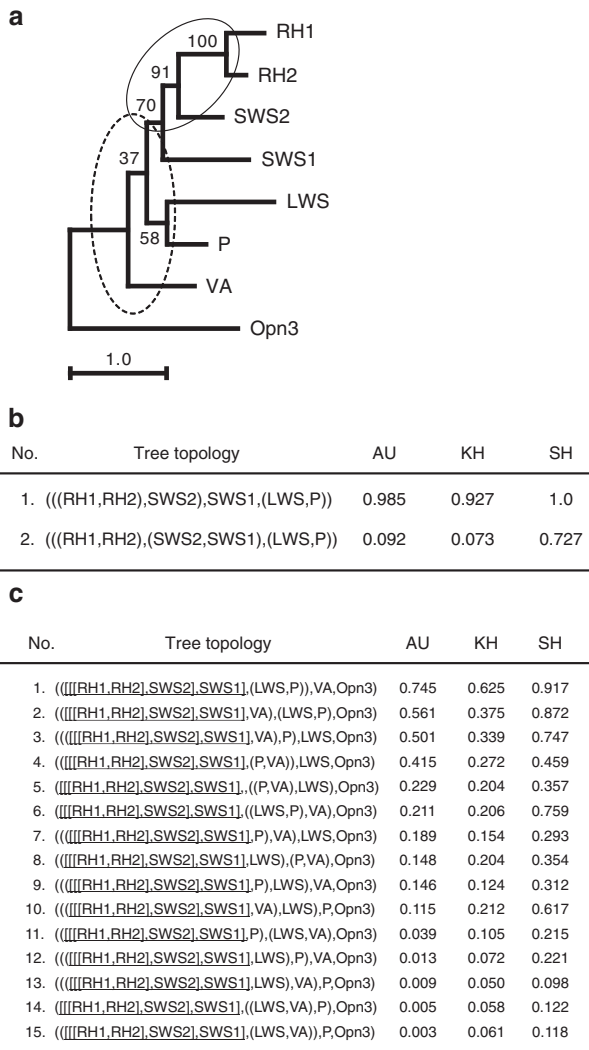 a
RH1
100
RH2
91
SWS2
70
SWS1
37
LWS
58
P
VA
Opn3
1.0
b
No. Tree topology AU KH SH
1. (((RH1,RH2),SWS2),SWS1,(LWS,P)) 0.985 0.927 1.0
2. (((RH1,RH2),(SWS2,SWS1),(LWS,P)) 0.092 0.073 0.727
c
No. Tree topology AU KH SH
1. (([[[RH1,RH2],SWS2],SWS1],(LWS,P)),VA,Opn3) 0.745 0.625 0.917
2. (([[[RH1,RH2],SWS2],SWS1],VA),(LWS,P),Opn3) 0.561 0.375 0.872
3. ((([[[RH1,RH2],SWS2],SWS1],VA),P),LWS,Opn3) 0.501 0.339 0.747
4. (([[[RH1,RH2],SWS2],SWS1],(P,VA)),LWS,Opn3) 0.415 0.272 0.459
5. ([[[RH1,RH2],SWS2],SWS1],,((P,VA),LWS),Opn3) 0.229 0.204 0.357
6. ([[[RH1,RH2],SWS2],SWS1],((LWS,P),VA),Opn3) 0.211 0.206 0.759
7. ((([[[RH1,RH2],SWS2],SWS1],P),VA),LWS,Opn3) 0.189 0.154 0.293
8. (([[[RH1,RH2],SWS2],SWS1],LWS),(P,VA),Opn3) 0.148 0.204 0.354
9. ((([[[RH1,RH2],SWS2],SWS1],P),LWS),VA,Opn3) 0.146 0.124 0.312
10. ((([[[RH1,RH2],SWS2],SWS1],VA),LWS),P,Opn3) 0.115 0.212 0.617
11. (([[[RH1,RH2],SWS2],SWS1],P),(LWS,VA),Opn3) 0.039 0.105 0.215
12. ((([[[RH1,RH2],SWS2],SWS1],LWS),P),VA,Opn3) 0.013 0.072 0.221
13. ((([[[RH1,RH2],SWS2],SWS1],LWS),VA),P,Opn3) 0.009 0.050 0.098
14. ([[[RH1,RH2],SWS2],SWS1],((LWS,VA),P),Opn3) 0.005 0.058 0.122
15. (([[[RH1,RH2],SWS2],SWS1],(LWS,VA)),P,Opn3) 0.003 0.061 0.118